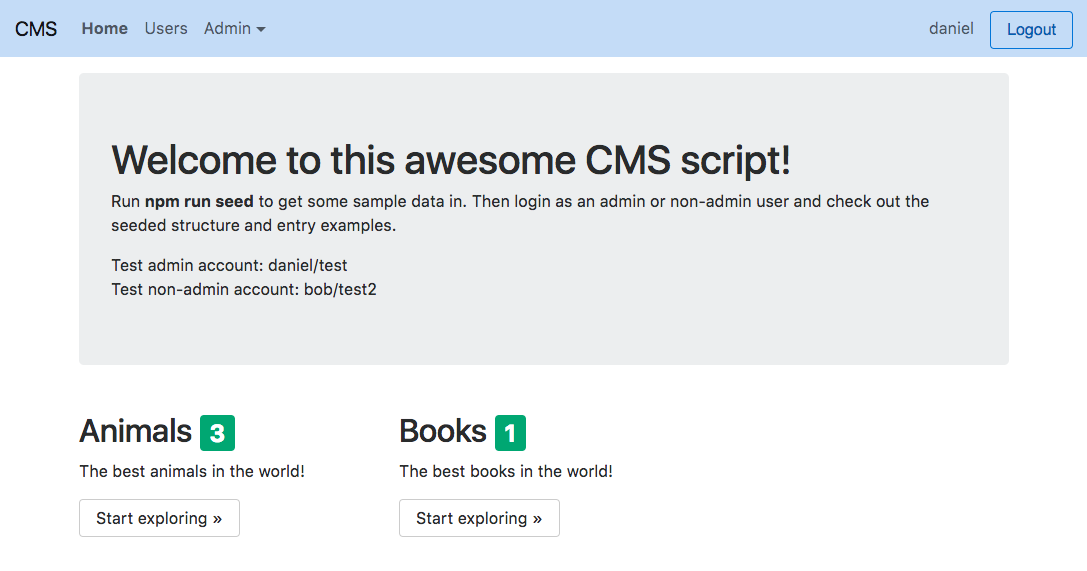 CMS Home Users Admin daniel Logout
Welcome to this awesome CMS script!
Run npm run seed to get some sample data in. Then login as an admin or non-admin user and check out the
seeded structure and entry examples.
Test admin account: daniel/test
Test non-admin account: bob/test2
Animals 3
The best animals in the world!
Start exploring »
Books 1
The best books in the world!
Start exploring »